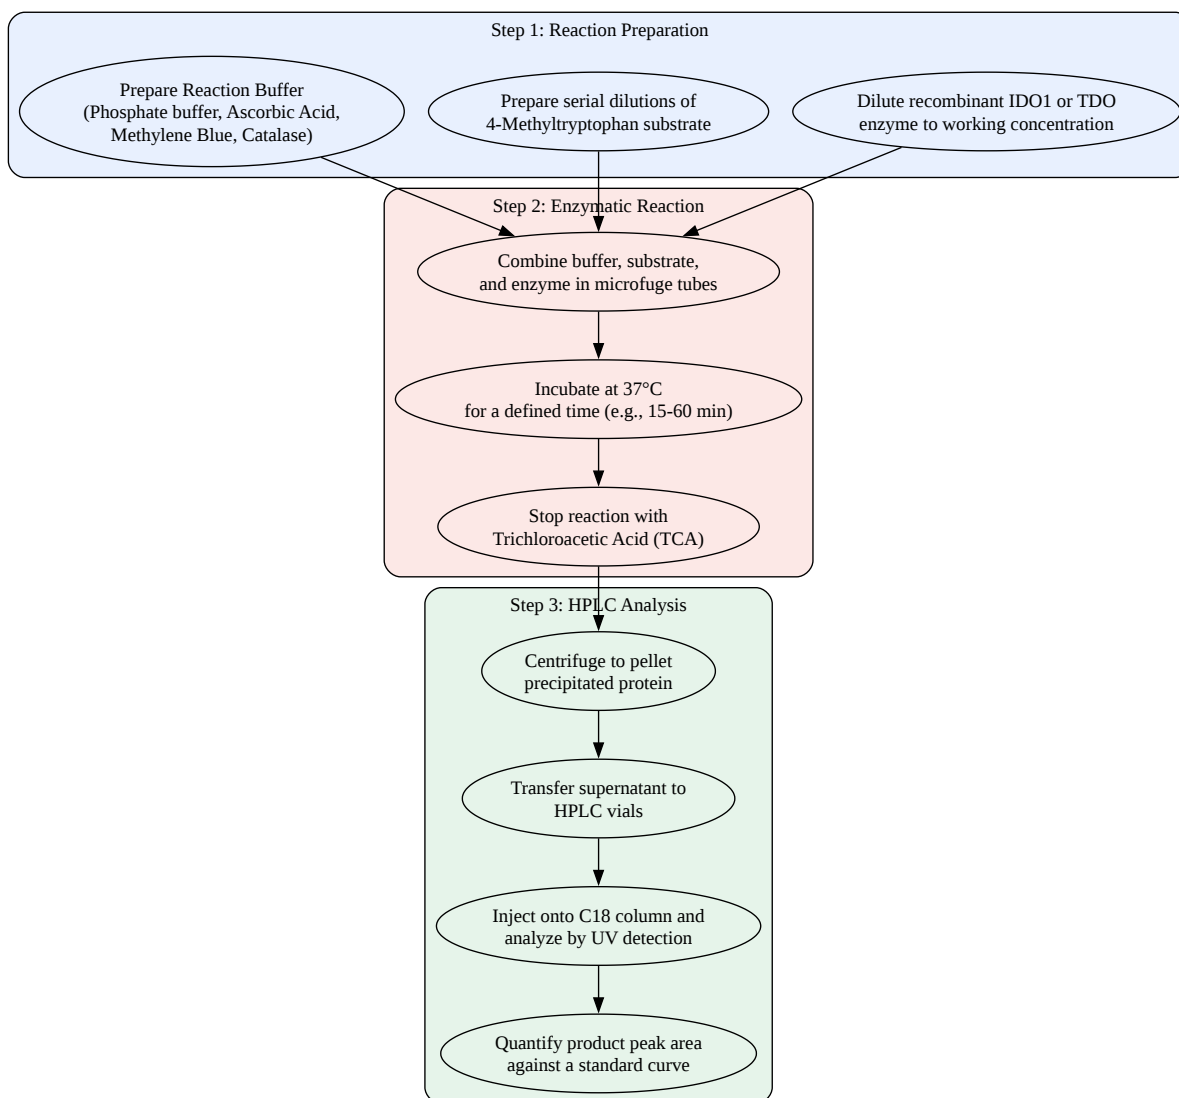 Step 1: Reaction Preparation
Prepare Reaction Buffer
(Phosphate buffer, Ascorbic Acid,
Methylene Blue, Catalase)
Prepare serial dilutions of
4-Methyltryptophan substrate
Dilute recombinant IDO1 or TDO
enzyme to working concentration
Step 2: Enzymatic Reaction
Combine buffer, substrate,
and enzyme in microfuge tubes
Incubate at 37°C
for a defined time (e.g., 15-60 min)
Stop reaction with
Trichloroacetic Acid (TCA)
Step 3: HPLC Analysis
Centrifuge to pellet
precipitated protein
Transfer supernatant to
HPLC vials
Inject onto C18 column and
analyze by UV detection
Quantify product peak area
against a standard curve